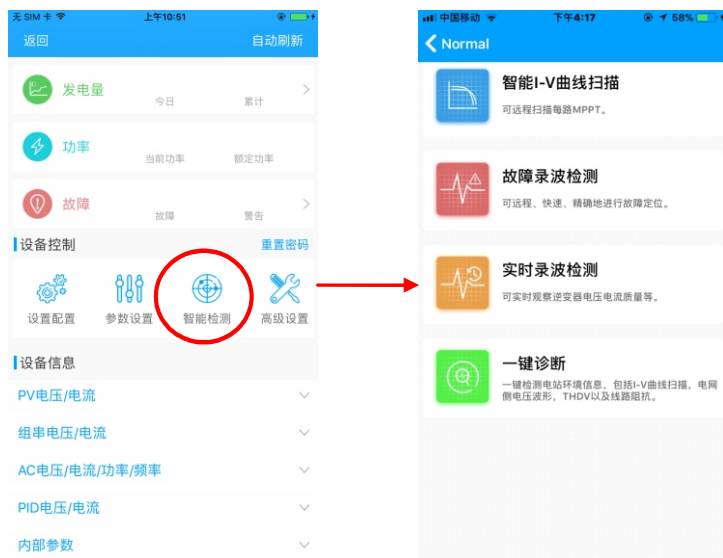 无 SIM 卡
上午10:51
返回
自动刷新
发电量
今日
累计
功率
当前功率
额定功率
故障
故障
警告
设备控制
重置密码
设置配置
参数设置
智能检测
高级设置
设备信息
PV电压/电流
组串电压/电流
AC电压/电流/功率/频率
PID电压/电流
内部参数
中国移动
下午4:17
58%
Normal
智能I-V曲线扫描
可远程扫描每路MPPT。
故障录波检测
可远程、快速、精确地进行故障定位。
实时录波检测
可实时观察逆变器电压电流质量等。
一键诊断
一键检测电站环境信息，包括I-V曲线扫描，电网
侧电压波形，THDV以及线路阻抗。